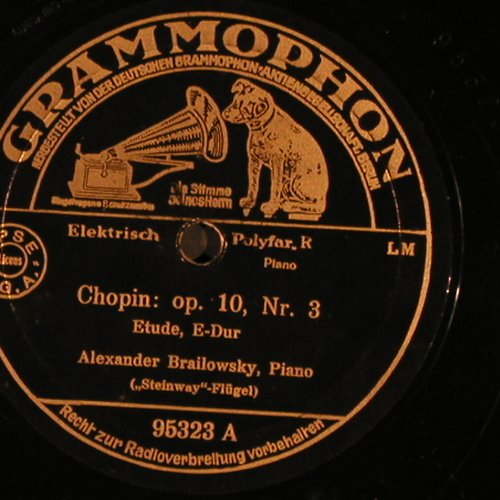 GRAMMOPHON
HERGESTELLT VON DER DEUTSCHEN GRAMMOPHON-AKTIENGESELLSCHAFT, BERLIN
Die Stimme
seines Herrn
Elektrisch Polyfar, R LM
Piano
Chopin: op. 10, Nr. 3
Etude, E-Dur
Alexander Brailowsky, Piano
(„Steinway“-Flügel)
95323 A
Recht zur Radioverbreitung vorbehalten